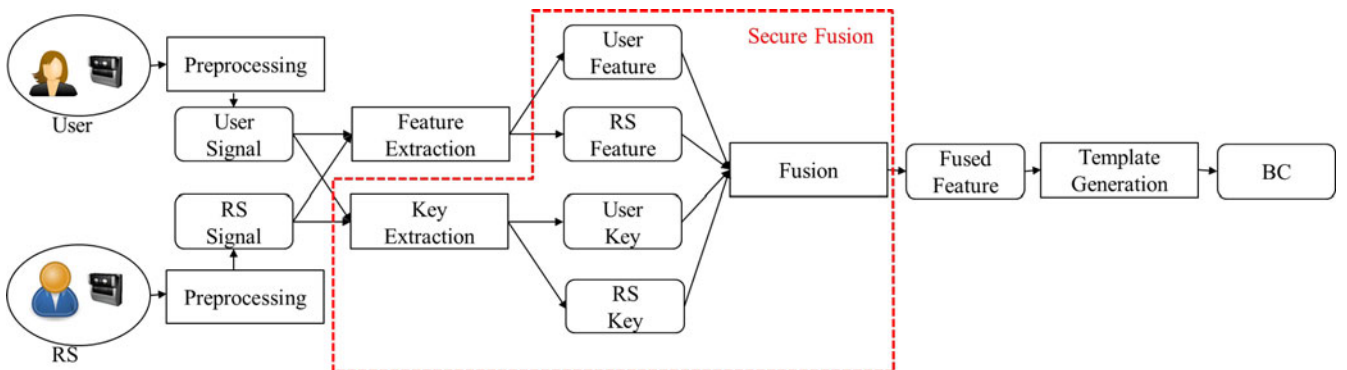 User
Preprocessing
User
Signal
RS
Signal
Preprocessing
RS
Feature
Extraction
Key
Extraction
Secure Fusion
User
Feature
RS
Feature
User
Key
RS
Key
Fusion
Fused
Feature
Template
Generation
BC